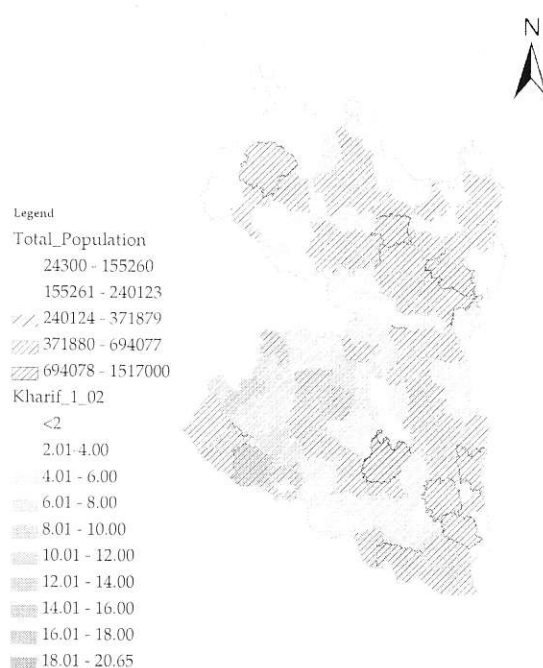 N
Legend
Total_Population
24300 - 155260
155261 - 240123
240124 - 371879
371880 - 694077
694078 - 1517000
Kharif_1_02
<2
2.01-4.00
4.01 - 6.00
6.01 - 8.00
8.01 - 10.00
10.01 - 12.00
12.01 - 14.00
14.01 - 16.00
16.01 - 18.00
18.01 - 20.65